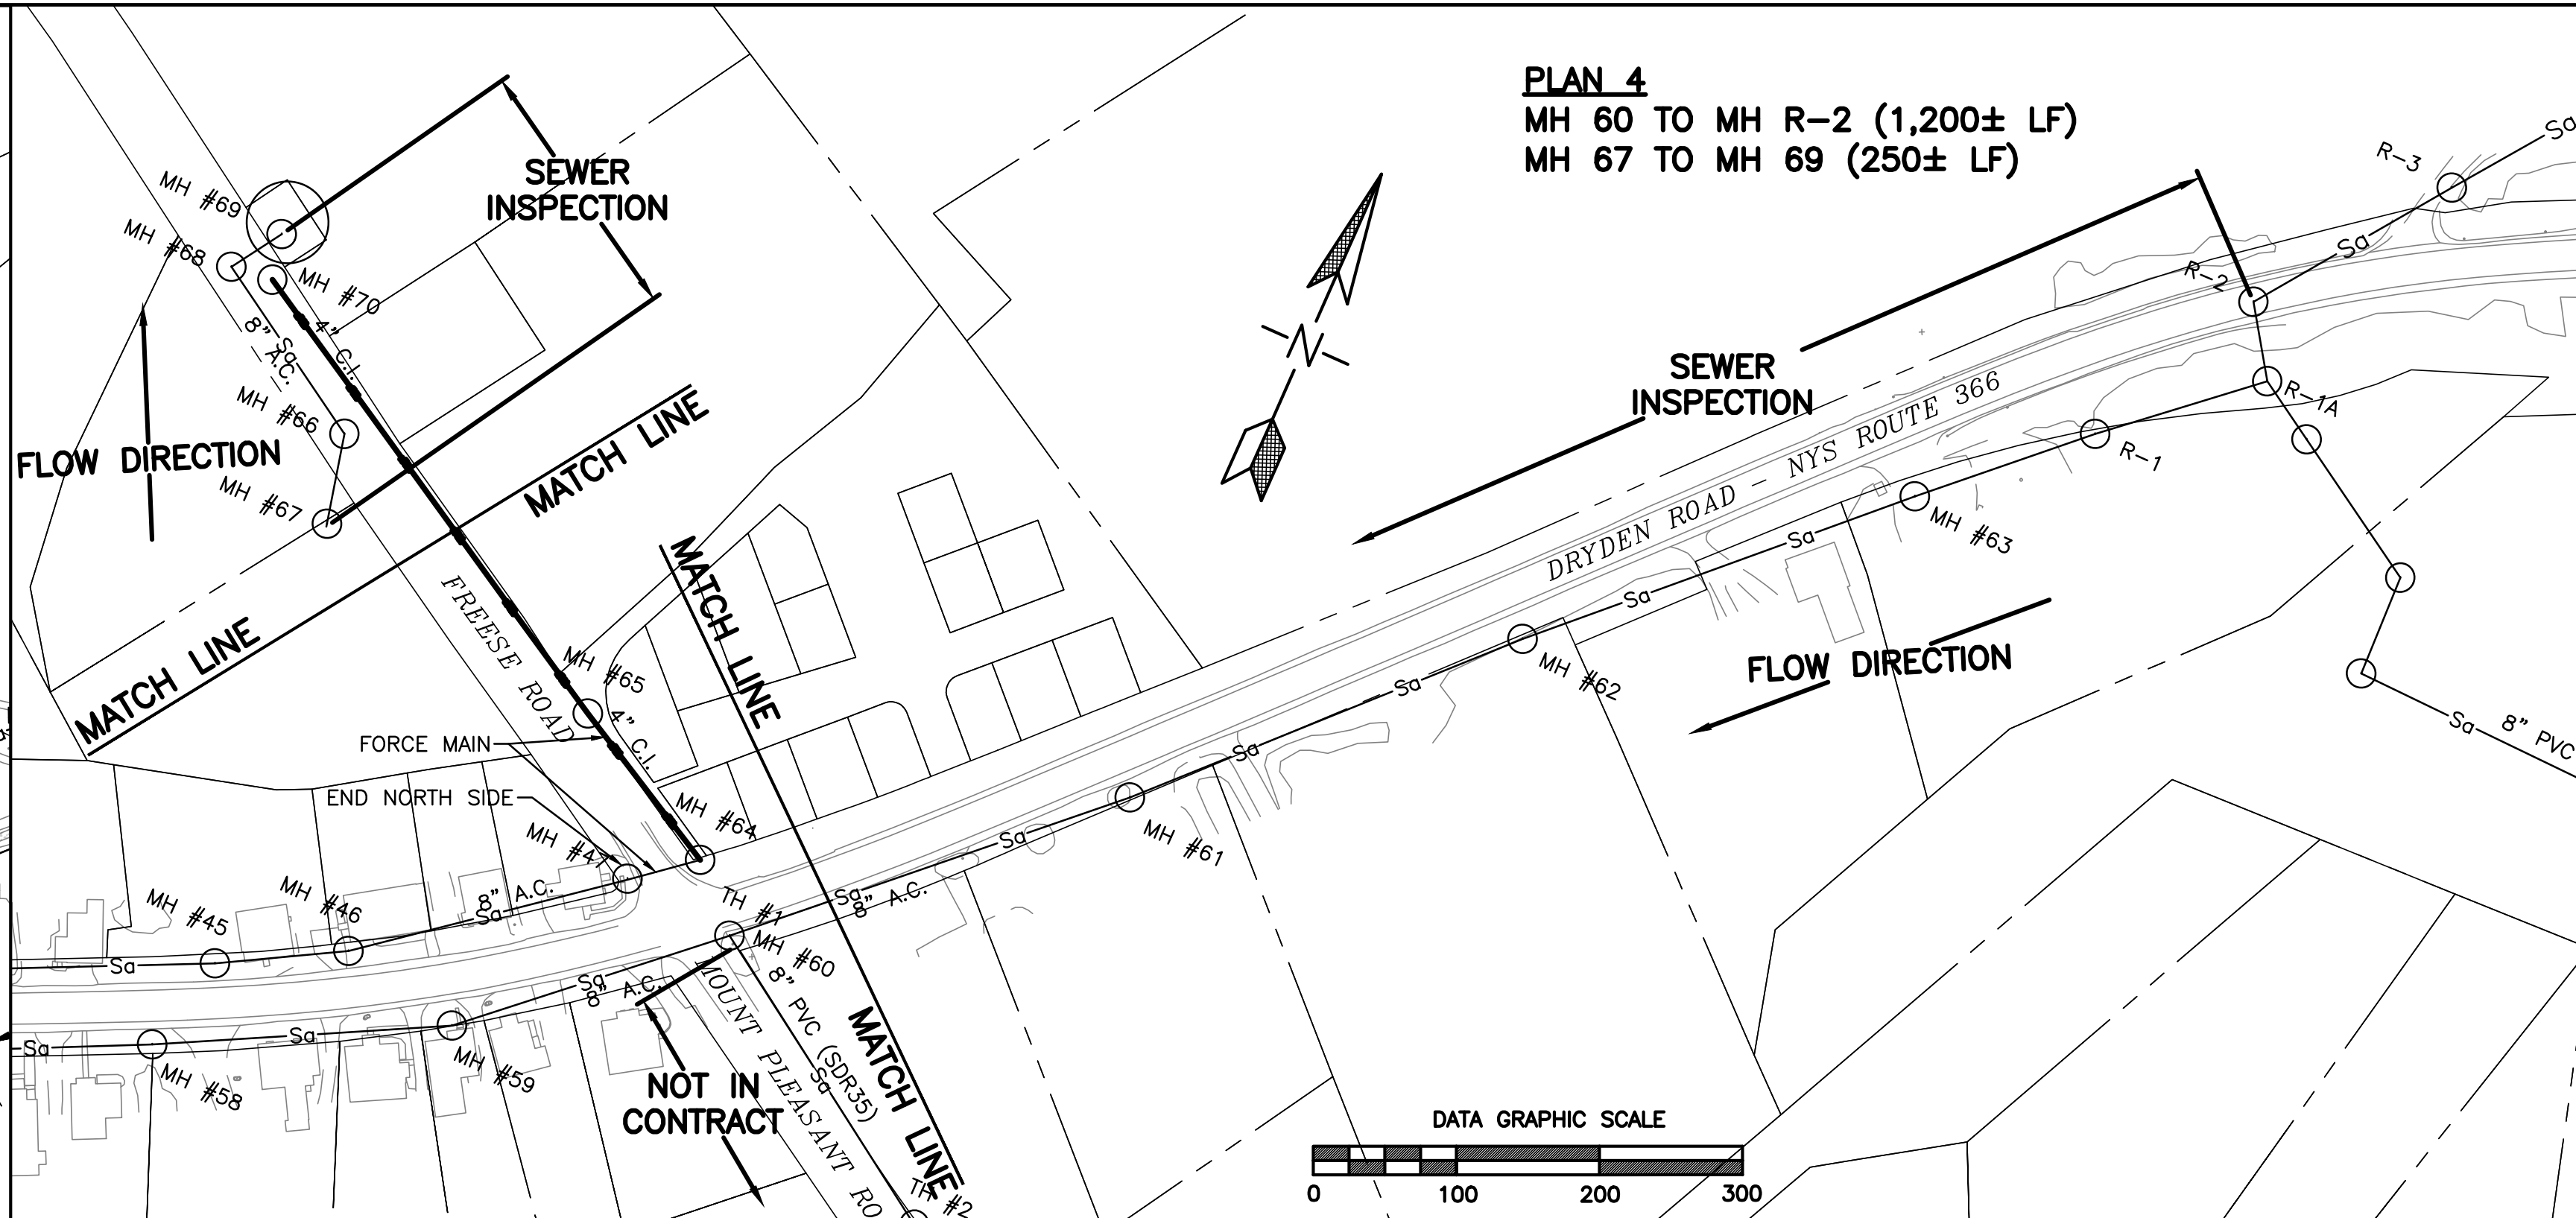 PLAN 4
MH 60 TO MH R-2 (1,200± LF)
MH 67 TO MH 69 (250± LF)
SEWER
INSPECTION
MH #69
MH #68
MH #70
8" Sa
A.C.
4" C.I.
MH #66
FLOW DIRECTION
MH #67
MATCH LINE
MATCH LINE
FREESE ROAD
MH #65
4" C.I.
FORCE MAIN
END NORTH SIDE
MH #47
MH #64
MATCH LINE
SEWER
INSPECTION
DRYDEN ROAD - NYS ROUTE 366
R-3
Sa
Sa
R-2
R-1A
R-1
MH #63
Sa
Sa
MH #62
FLOW DIRECTION
Sa
8" PVC
Sa
Sa
MH #61
Sa
Sa
8" A.C.
TH #1
MH #60
MH #45
MH #46
8" A.C.
Sa
Sa
Sa
8" A.C.
Sa
Sa
MH #58
MH #59
NOT IN
CONTRACT
MOUNT PLEASANT RO
8" PVC (SDR35)
Sa
MATCH LINE
TH #2
N
DATA GRAPHIC SCALE
0 100 200 300